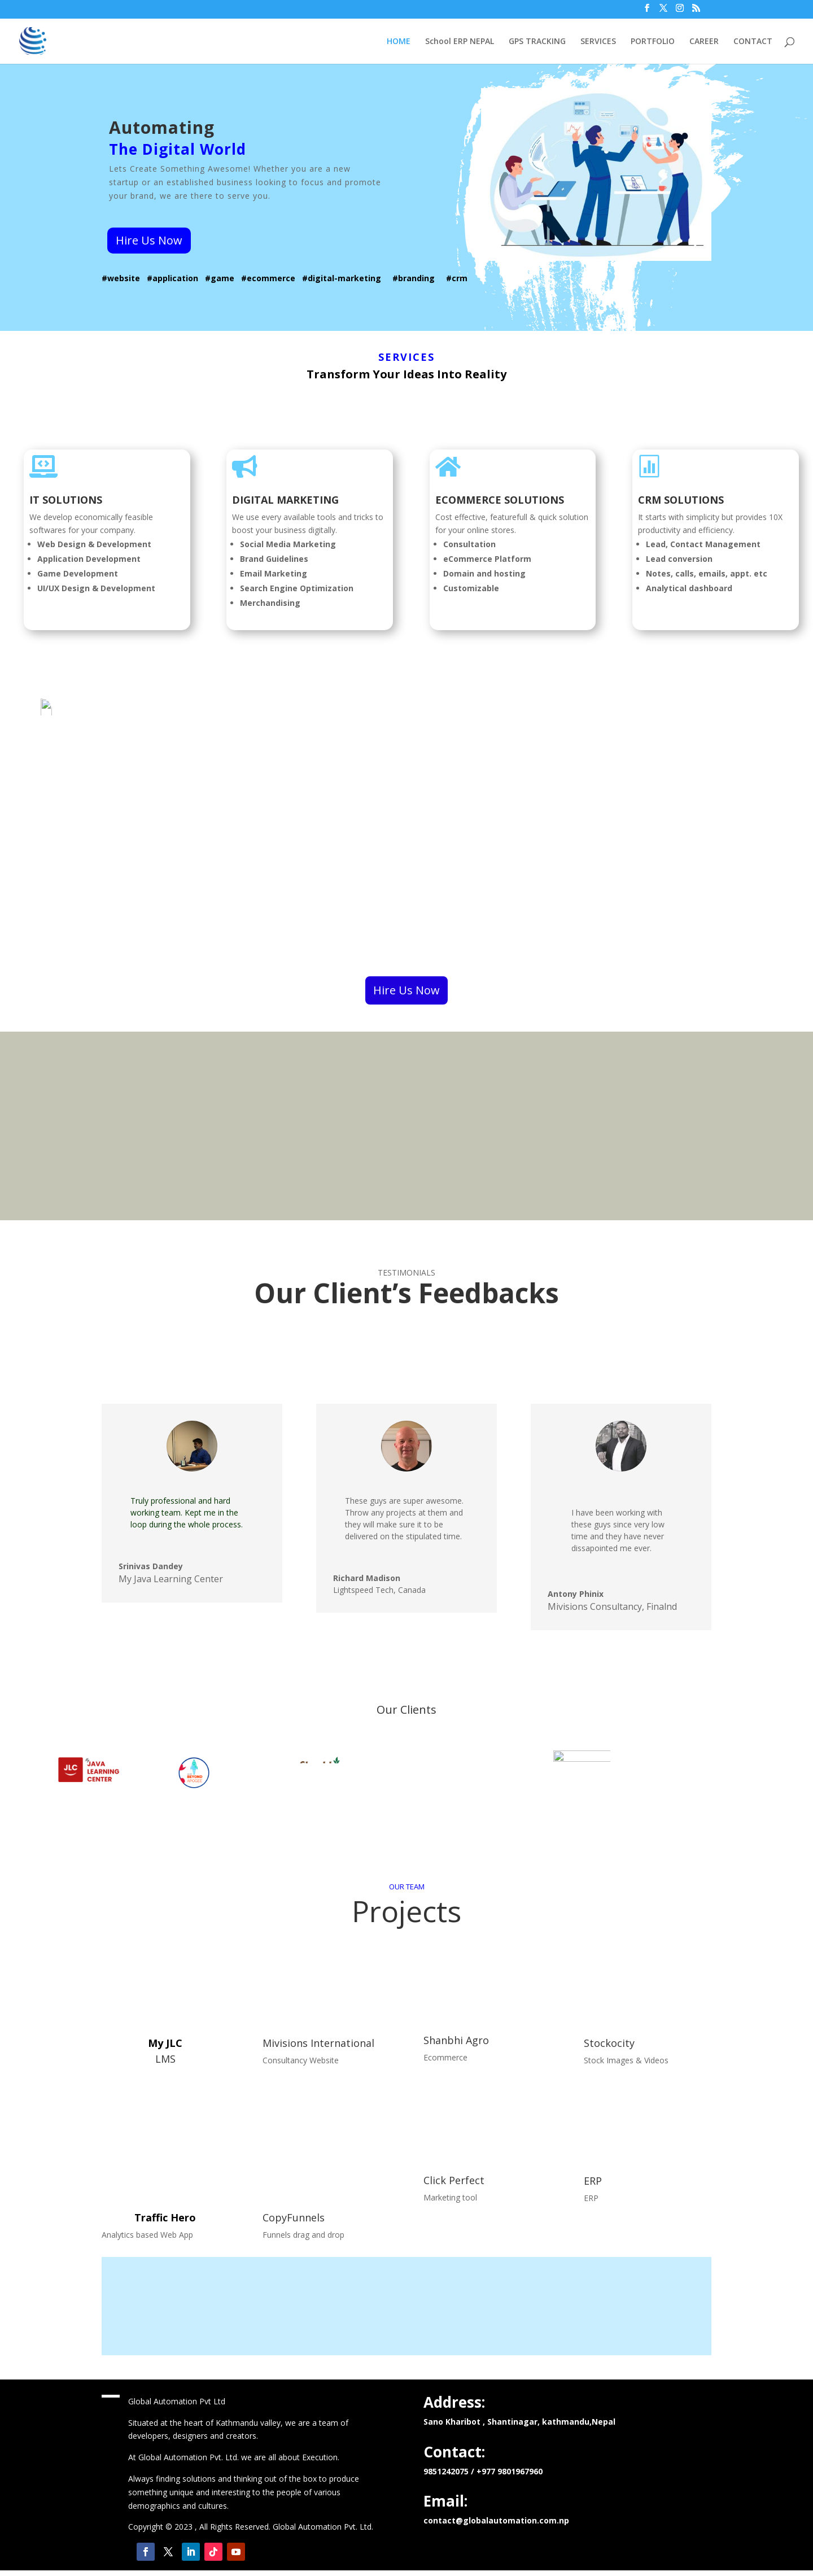 HOME School ERP NEPAL GPS TRACKING SERVICES PORTFOLIO CAREER CONTACT
Automating
The Digital World
Lets Create Something Awesome! Whether you are a new
startup or an established business looking to focus and promote
your brand, we are there to serve you.
Hire Us Now
#website #application #game #ecommerce #digital-marketing #branding #crm
SERVICES
Transform Your Ideas Into Reality
IT SOLUTIONS
We develop economically feasible
softwares for your company.
Web Design & Development
Application Development
Game Development
UI/UX Design & Development
DIGITAL MARKETING
We use every available tools and tricks to
boost your business digitally.
Social Media Marketing
Brand Guidelines
Email Marketing
Search Engine Optimization
Merchandising
ECOMMERCE SOLUTIONS
Cost effective, featurefull & quick solution
for your online stores.
Consultation
eCommerce Platform
Domain and hosting
Customizable
CRM SOLUTIONS
It starts with simplicity but provides 10X
productivity and efficiency.
Lead, Contact Management
Lead conversion
Notes, calls, emails, appt. etc
Analytical dashboard
Hire Us Now
TESTIMONIALS
Our Client’s Feedbacks
Truly professional and hard
working team. Kept me in the
loop during the whole process.
Srinivas Dandey
My Java Learning Center
These guys are super awesome.
Throw any projects at them and
they will make sure it to be
delivered on the stipulated time.
Richard Madison
Lightspeed Tech, Canada
I have been working with
these guys since very low
time and they have never
dissapointed me ever.
Antony Phinix
Mivisions Consultancy, Finalnd
Our Clients
JLC
JAVA
LEARNING
CENTER
BEYOND
OUR TEAM
Projects
My JLC
LMS
Mivisions International
Consultancy Website
Shanbhi Agro
Ecommerce
Stockocity
Stock Images & Videos
Traffic Hero
Analytics based Web App
CopyFunnels
Funnels drag and drop
Click Perfect
Marketing tool
ERP
ERP
Global Automation Pvt Ltd
Situated at the heart of Kathmandu valley, we are a team of
developers, designers and creators.
At Global Automation Pvt. Ltd. we are all about Execution.
Always finding solutions and thinking out of the box to produce
something unique and interesting to the people of various
demographics and cultures.
Copyright © 2023 , All Rights Reserved. Global Automation Pvt. Ltd.
Address:
Sano Kharibot , Shantinagar, kathmandu,Nepal
Contact:
9851242075 / +977 9801967960
Email:
contact@globalautomation.com.np